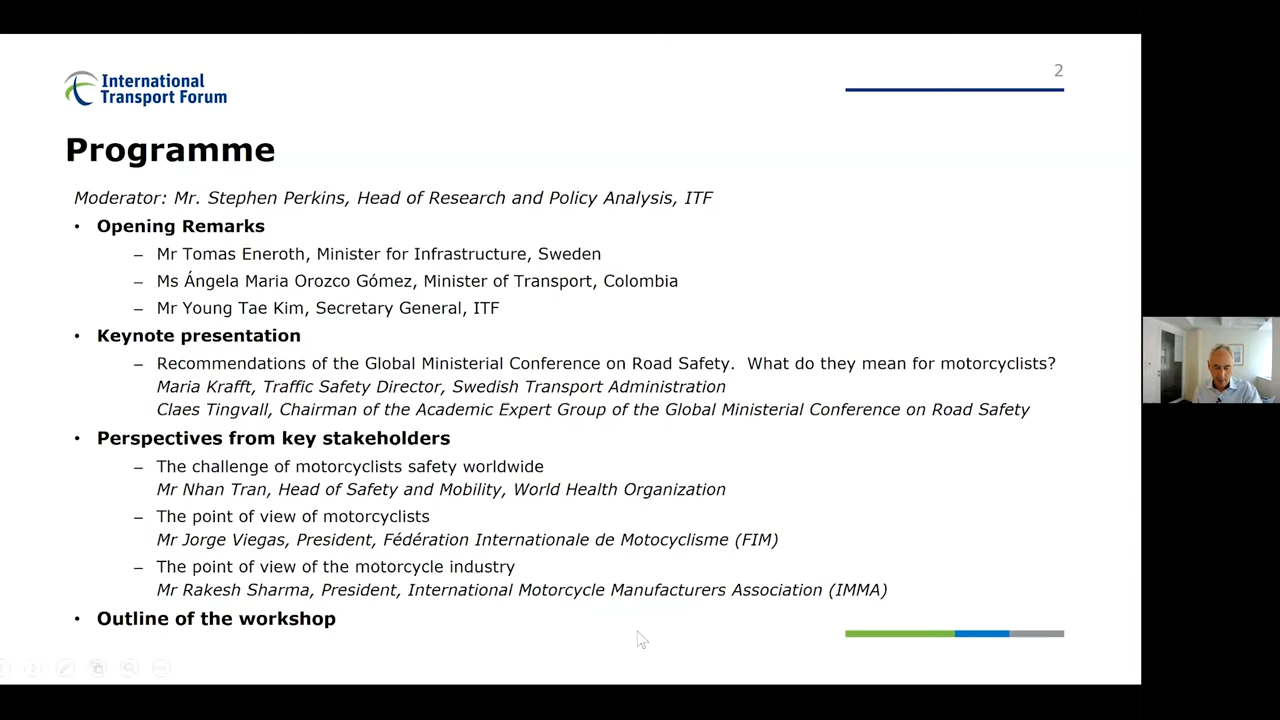 International
Transport Forum
2
Programme
Moderator: Mr. Stephen Perkins, Head of Research and Policy Analysis, ITF
• Opening Remarks
– Mr Tomas Eneroth, Minister for Infrastructure, Sweden
– Ms Ángela Maria Orozco Gómez, Minister of Transport, Colombia
– Mr Young Tae Kim, Secretary General, ITF
• Keynote presentation
– Recommendations of the Global Ministerial Conference on Road Safety. What do they mean for motorcyclists?
Maria Krafft, Traffic Safety Director, Swedish Transport Administration
Claes Tingvall, Chairman of the Academic Expert Group of the Global Ministerial Conference on Road Safety
• Perspectives from key stakeholders
– The challenge of motorcyclists safety worldwide
Mr Nhan Tran, Head of Safety and Mobility, World Health Organization
– The point of view of motorcyclists
Mr Jorge Viegas, President, Fédération Internationale de Motocyclisme (FIM)
– The point of view of the motorcycle industry
Mr Rakesh Sharma, President, International Motorcycle Manufacturers Association (IMMA)
• Outline of the workshop